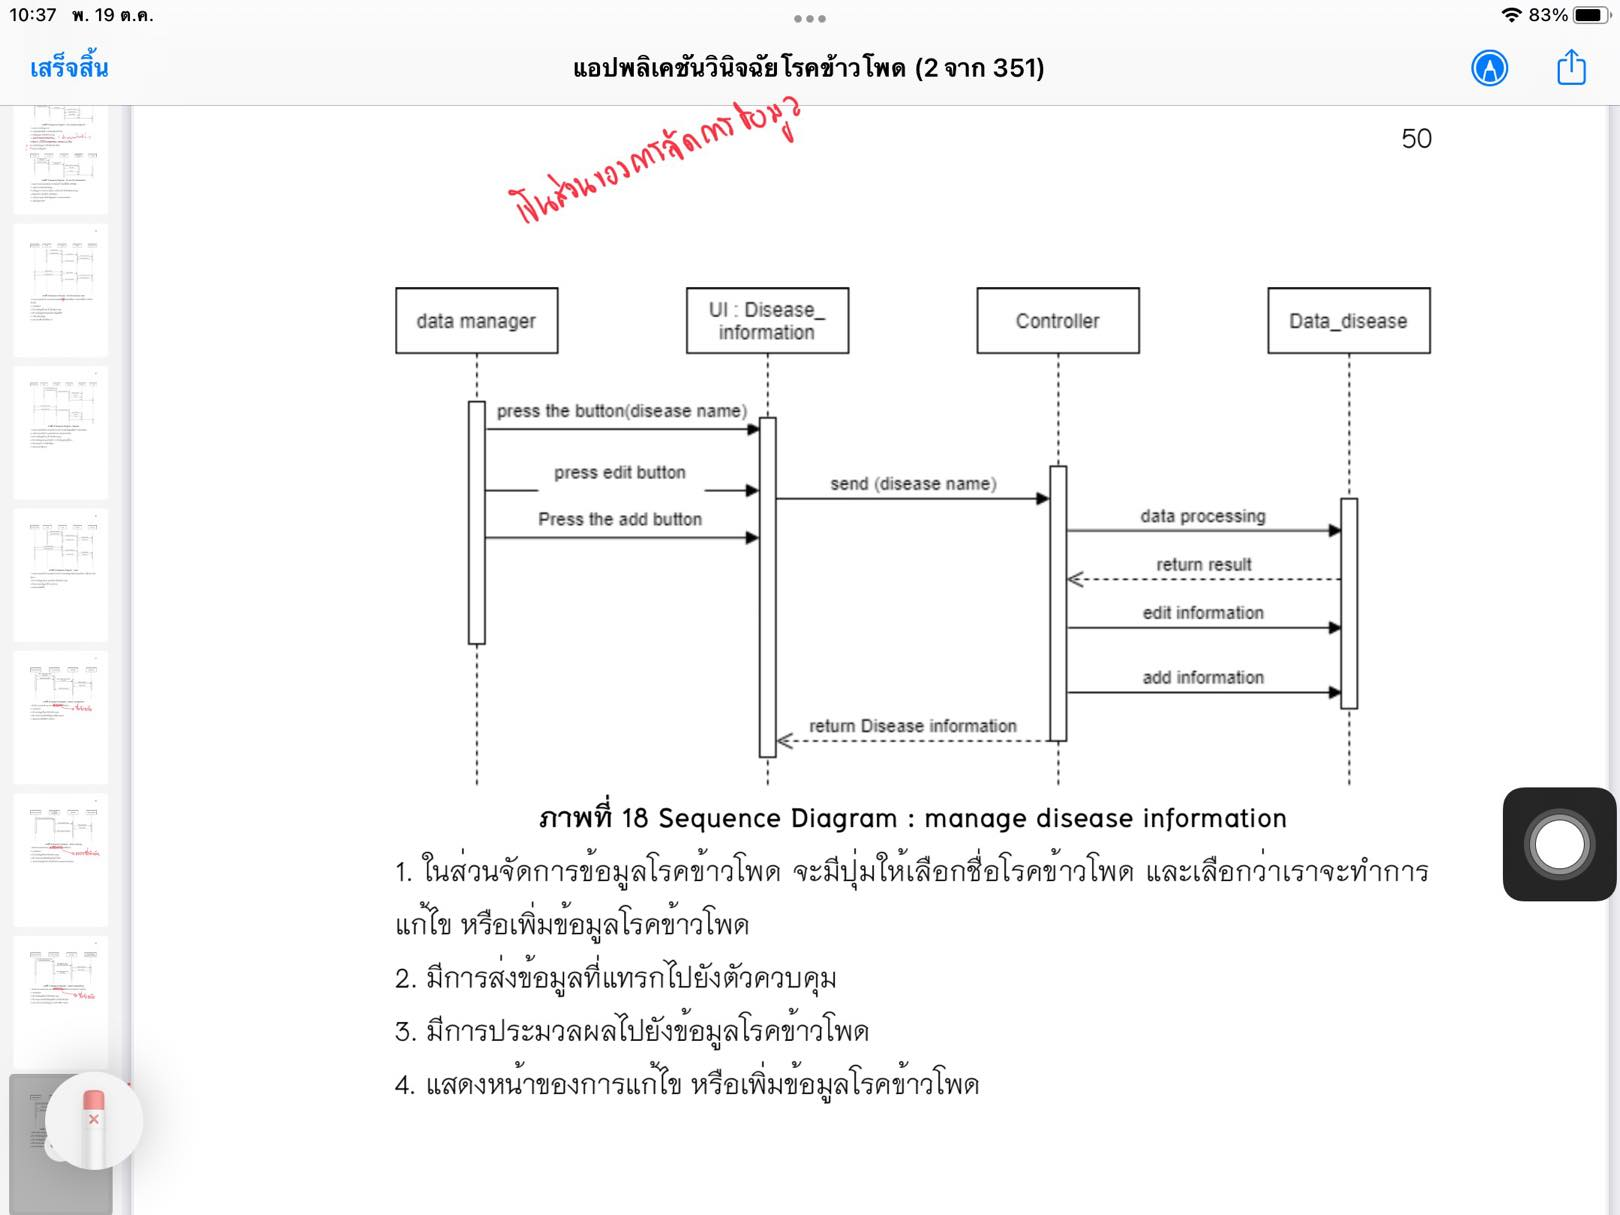 10:37 พ. 19 ต.ค.
83%
เสร็จสิ้น
แอปพลิเคชันวินิจฉัยโรคข้าวโพด (2 จาก 351)
เป็นส่วนของการจัดการข้อมูล
50
data manager
UI : Disease_
information
Controller
Data_disease
press the button(disease name)
press edit button
send (disease name)
Press the add button
data processing
return result
edit information
add information
return Disease information
ภาพที่ 18 Sequence Diagram : manage disease information
1. ในส่วนจัดการข้อมูลโรคข้าวโพด จะมีปุ่มให้เลือกชื่อโรคข้าวโพด และเลือกว่าเราจะทำการ
แก้ไข หรือเพิ่มข้อมูลโรคข้าวโพด
2. มีการส่งข้อมูลที่แทรกไปยังตัวควบคุม
3. มีการประมวลผลไปยังข้อมูลโรคข้าวโพด
4. แสดงหน้าของการแก้ไข หรือเพิ่มข้อมูลโรคข้าวโพด